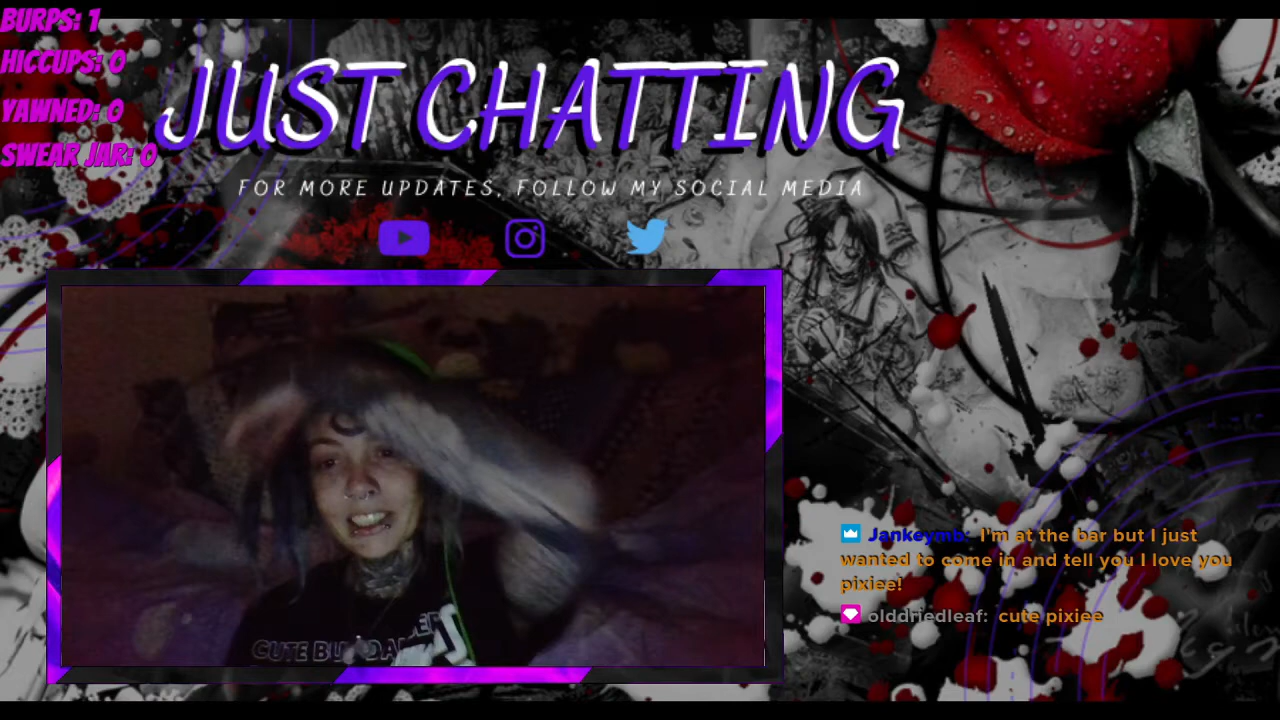 BURPS: 1
HICCUPS: 0
YAWNED: 0
SWEAR JAR: 0
JUST CHATTING
FOR MORE UPDATES, FOLLOW MY SOCIAL MEDIA
Jankeymb: I'm at the bar but I just
wanted to come in and tell you I love you
pixiee!
olddriedleaf: cute pixiee
CUTE BU